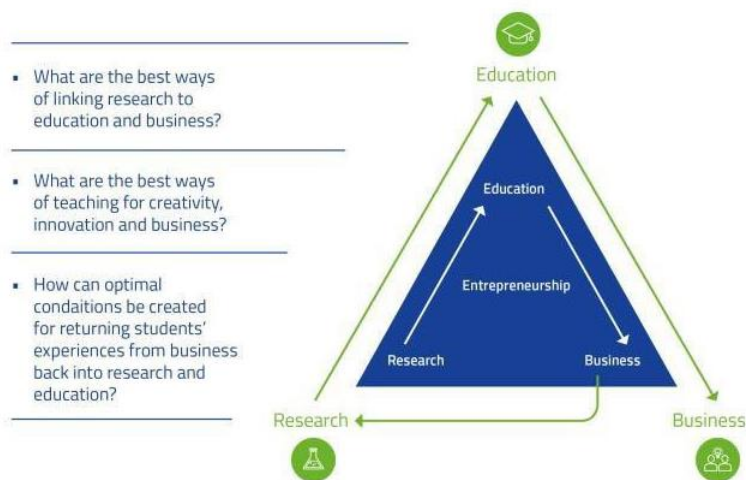 ▪ What are the best ways
of linking research to
education and business?
▪ What are the best ways
of teaching for creativity,
innovation and business?
▪ How can optimal
condaitions be created
for returning students’
experiences from business
back into research and
education?
Education
Education
Entrepreneurship
Research
Business
Research
Business